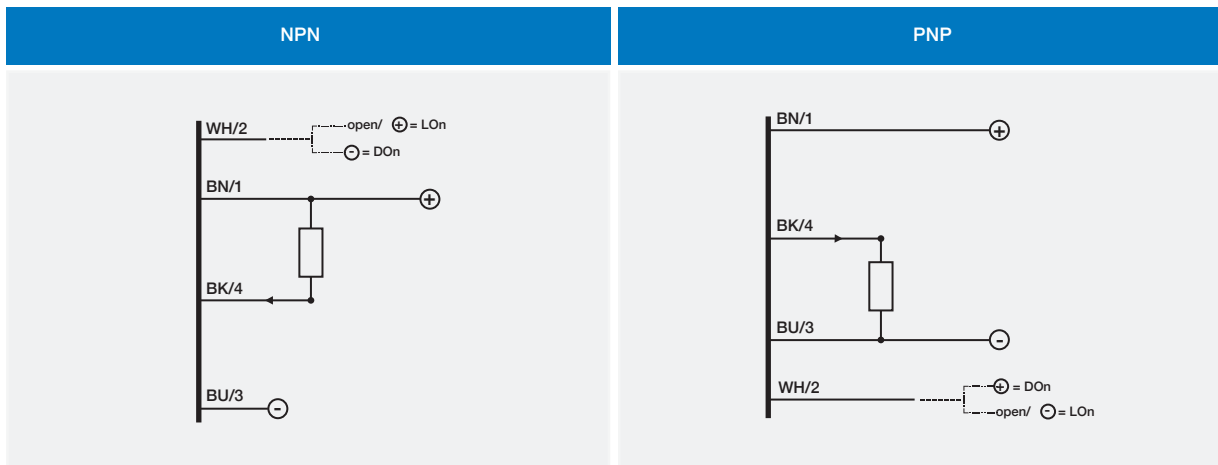 NPN
WH/2
open/ + = LOn
- = DOn
BN/1
+
BK/4
BU/3
-
PNP
BN/1
+
BK/4
BU/3
-
WH/2
+ = DOn
open/ - = LOn